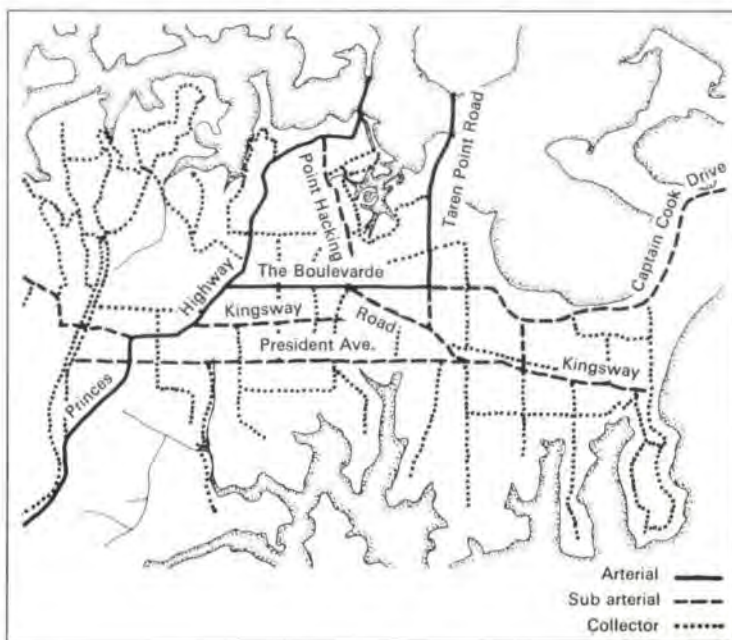 Taren Point Road
Point Hacking
Captain Cook Drive
The Boulevarde
Highway
Kingsway
Road
President Ave.
Kingsway
Princes
Arterial
Sub arterial
Collector